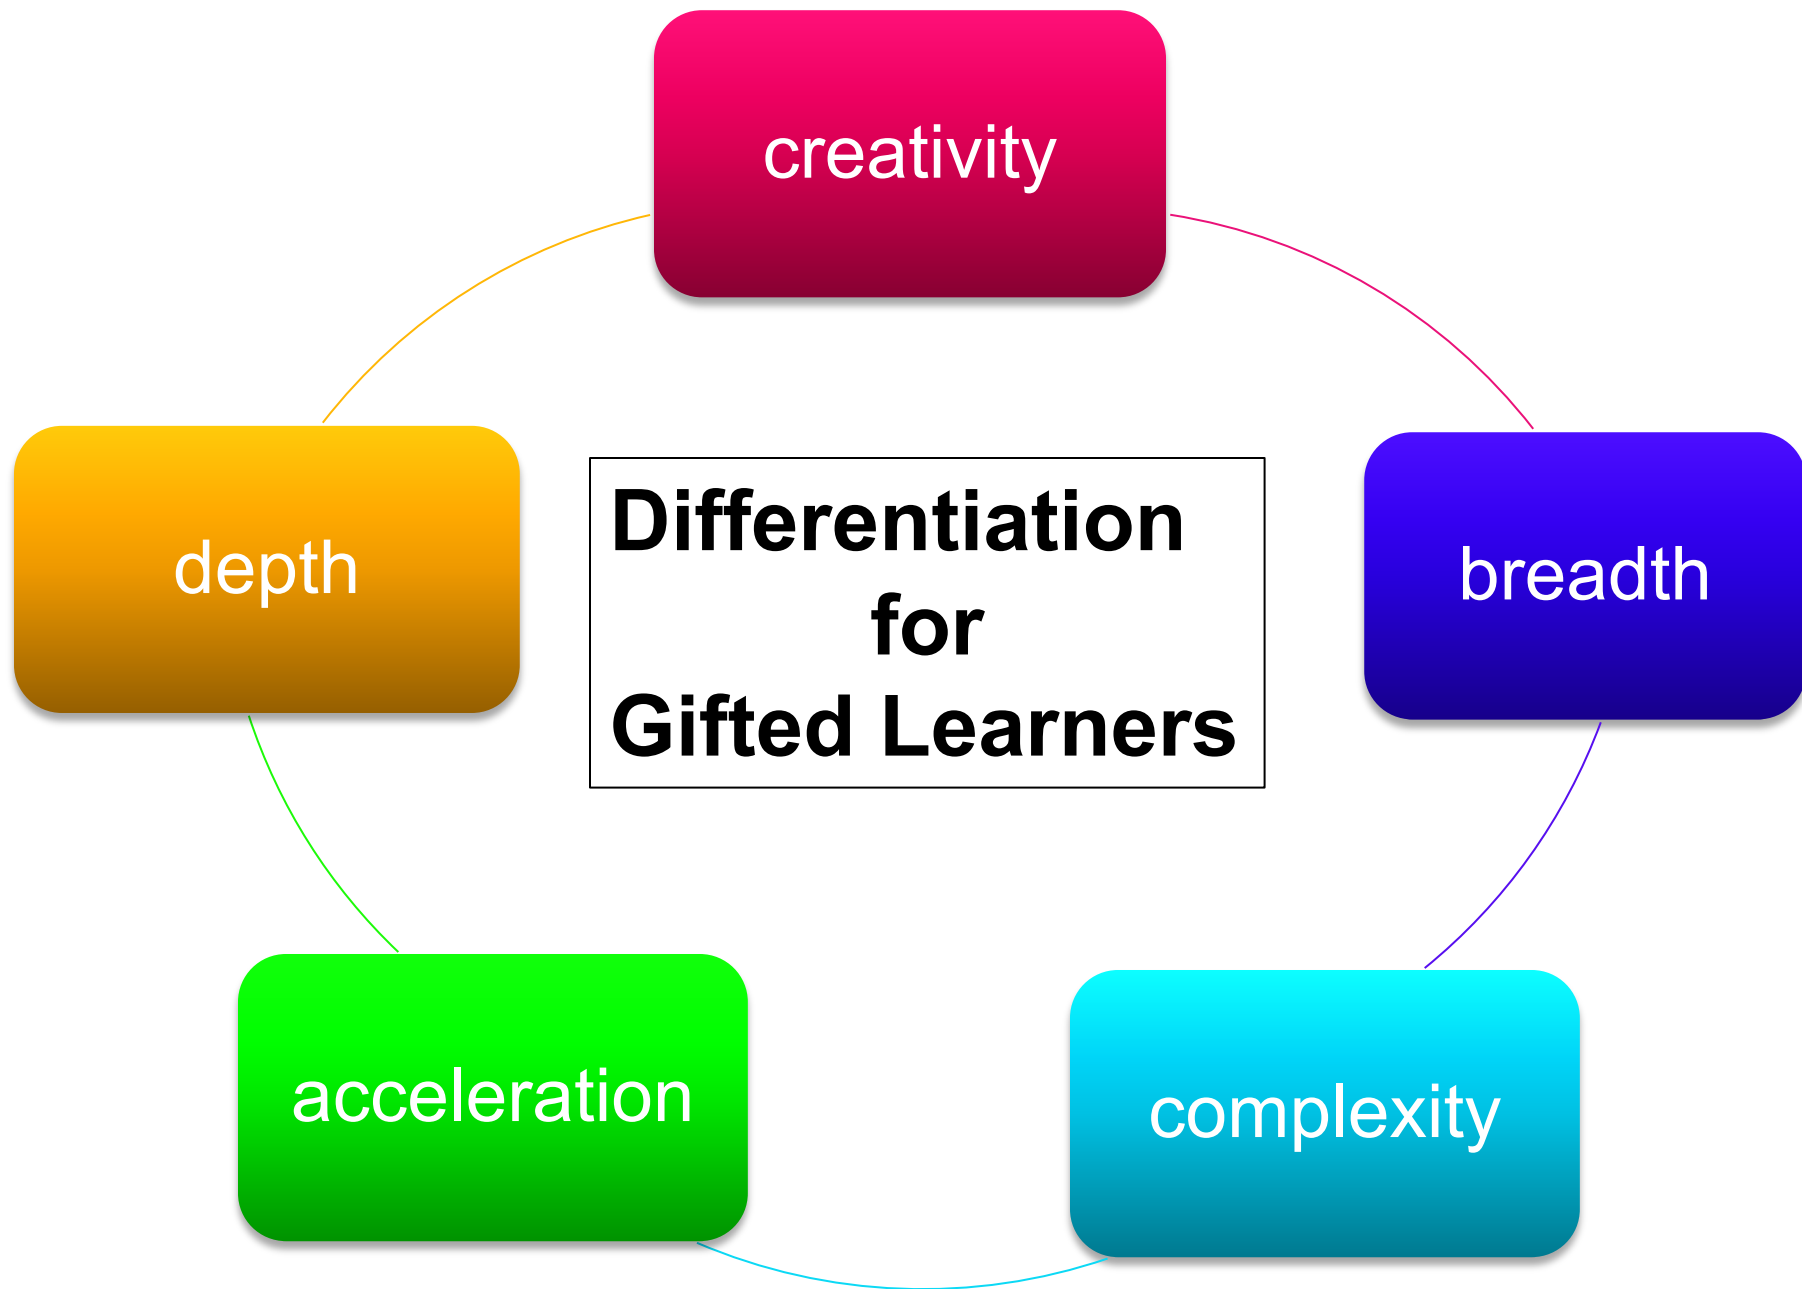 creativity
depth
Differentiation
for
Gifted Learners
breadth
acceleration
complexity